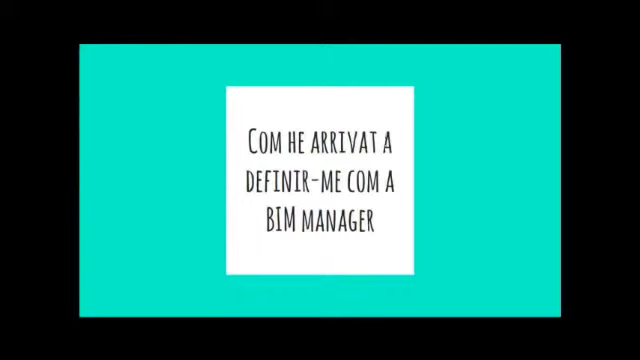 Com he arrivat a
definir-me com a
BIM manager